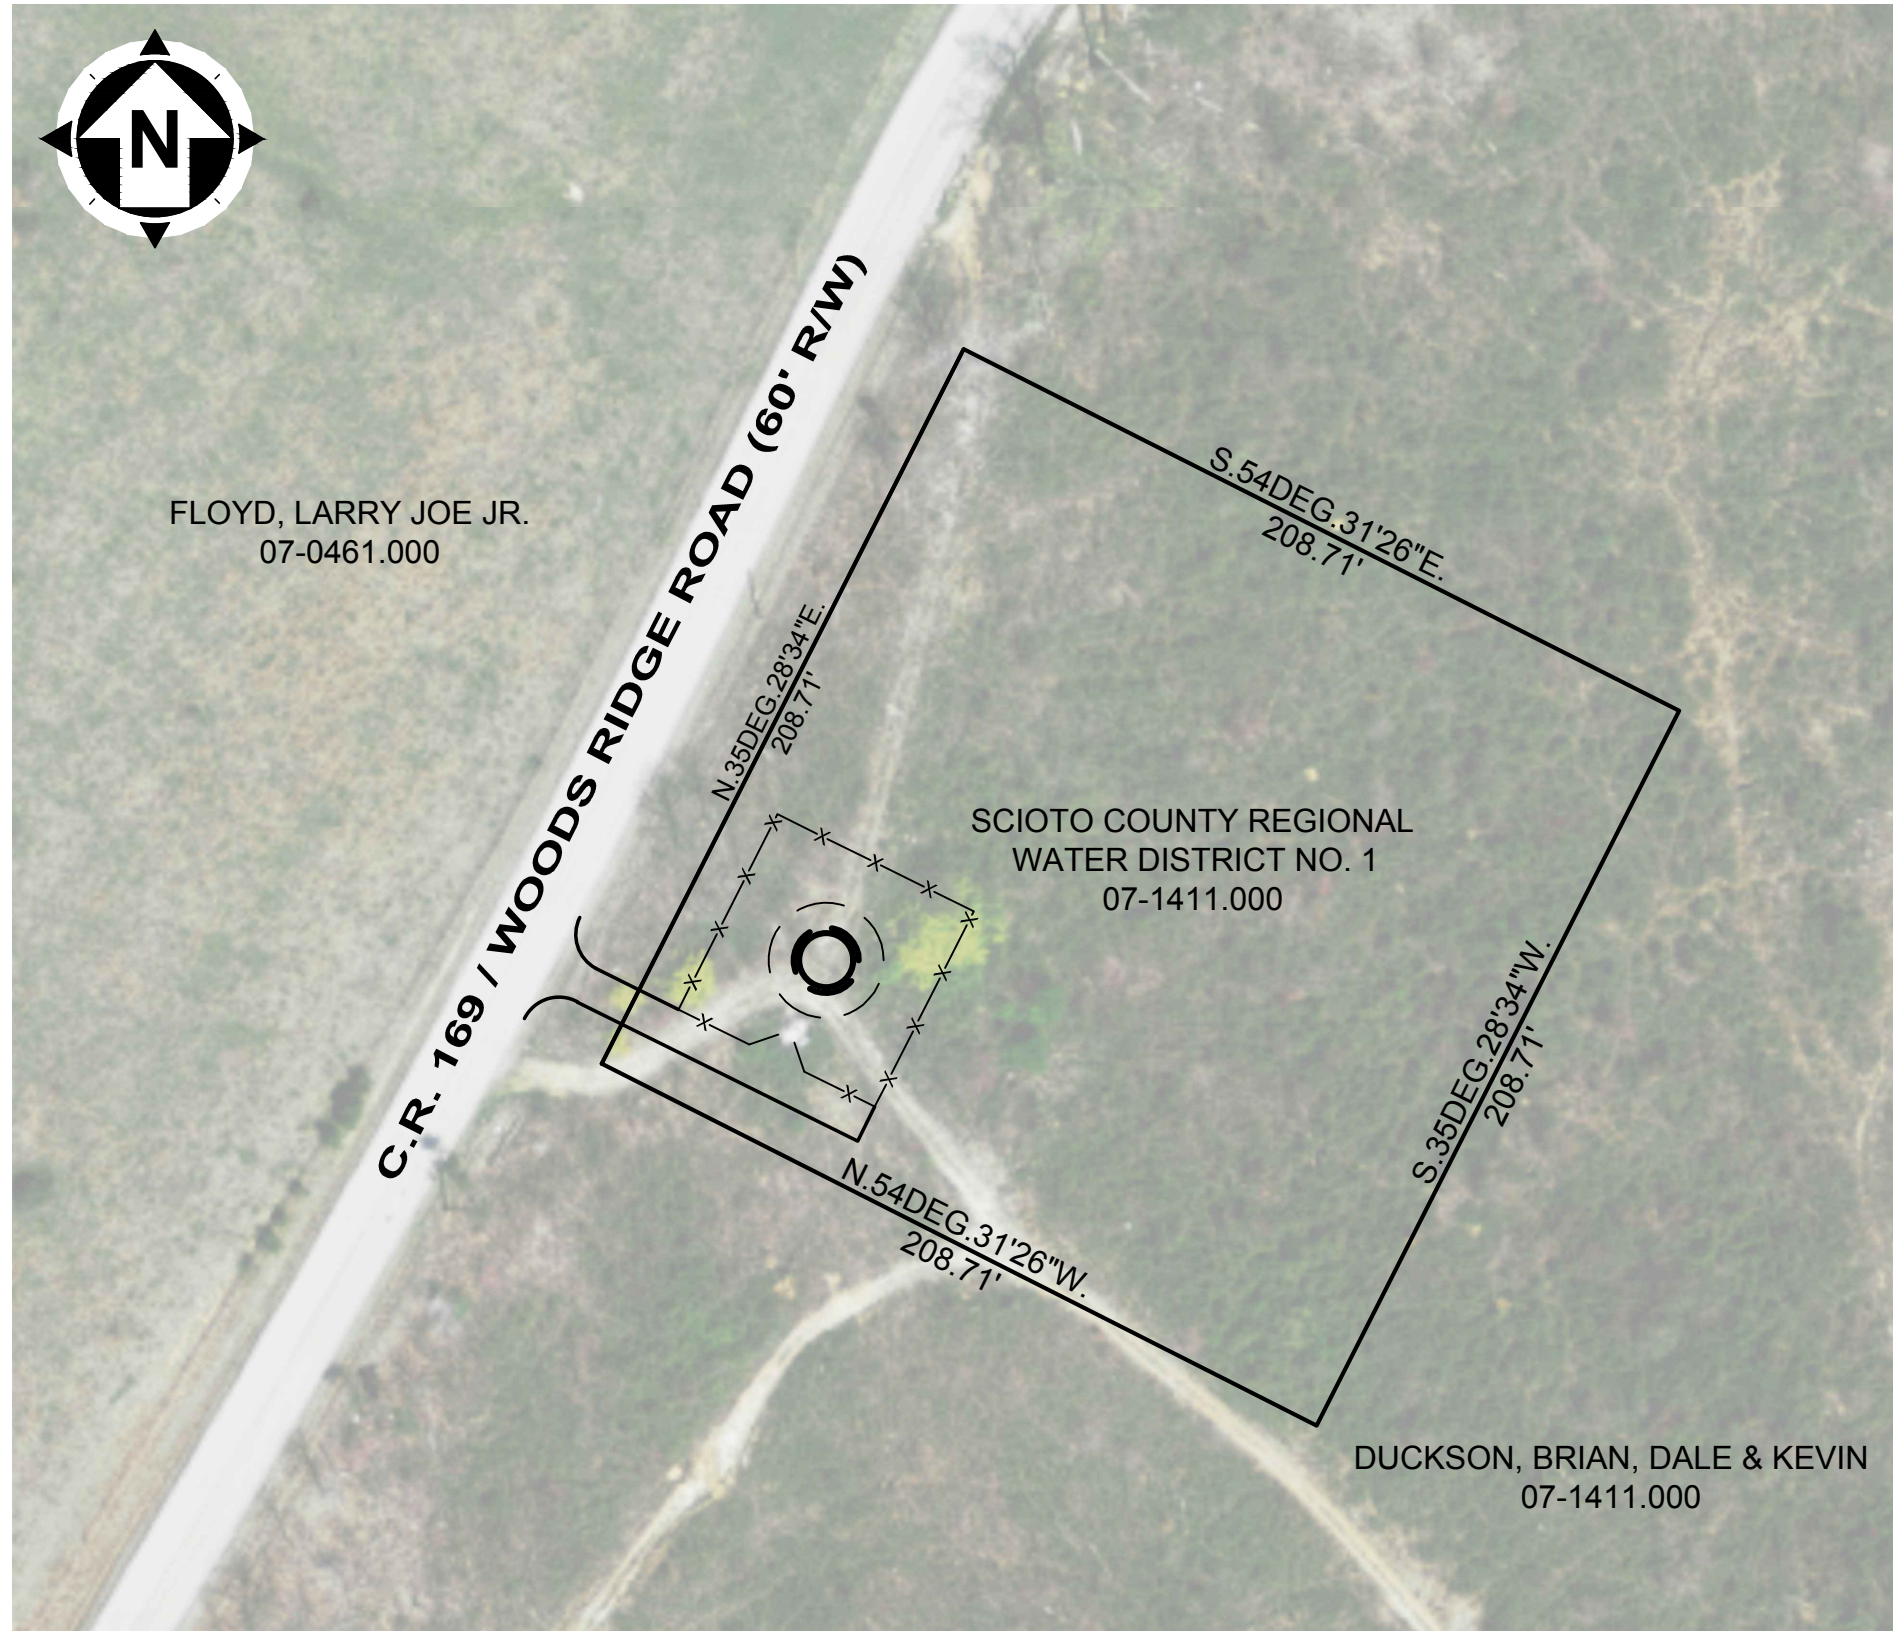 N
C.R. 169 / WOODS RIDGE ROAD (60' R/W)
FLOYD, LARRY JOE JR.
07-0461.000
S.54DEG.31'26"E.
208.71'
N.35DEG.28'34"E.
208.71'
SCIOTO COUNTY REGIONAL
WATER DISTRICT NO. 1
07-1411.000
S.35DEG.28'34"W.
208.71'
N.54DEG.31'26"W.
208.71'
DUCKSON, BRIAN, DALE & KEVIN
07-1411.000